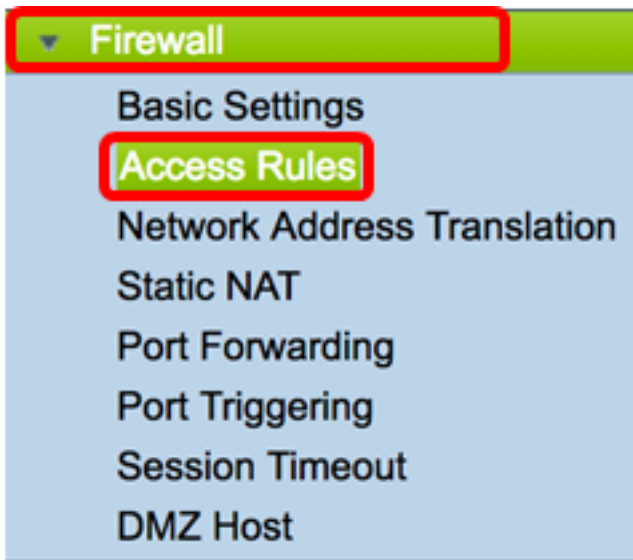 Firewall
Basic Settings
Access Rules
Network Address Translation
Static NAT
Port Forwarding
Port Triggering
Session Timeout
DMZ Host